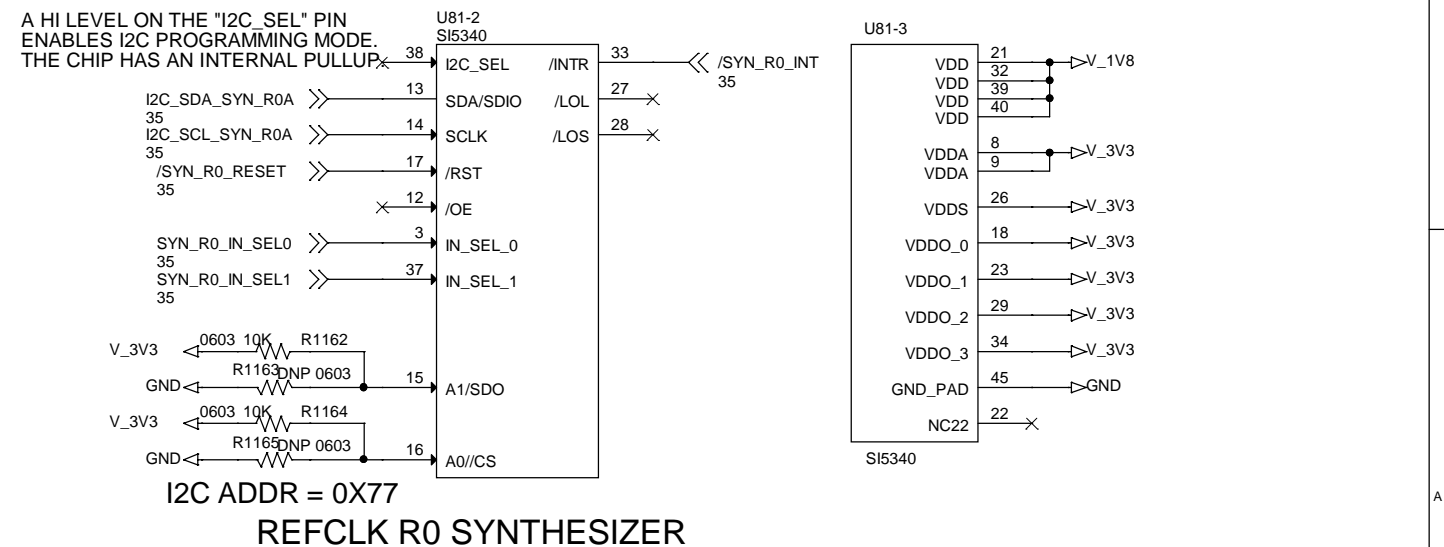 A HI LEVEL ON THE "I2C_SEL" PIN
ENABLES I2C PROGRAMMING MODE.
THE CHIP HAS AN INTERNAL PULLUP
U81-2
SI5340
38 I2C_SEL
/INTR 33 /SYN_R0_INT
35
I2C_SDA_SYN_R0A 13 SDA/SDIO
35
/LOL 27
I2C_SCL_SYN_R0A 14 SCLK
35
/LOS 28
/SYN_R0_RESET 17 /RST
35
12 /OE
SYN_R0_IN_SEL0 3 IN_SEL_0
35
SYN_R0_IN_SEL1 37 IN_SEL_1
35
V_3V3 0603 10K R1162
GND R1163 DNP 0603 15 A1/SDO
V_3V3 0603 10K R1164
GND R1165 DNP 0603 16 A0//CS
I2C ADDR = 0X77
REFCLK R0 SYNTHESIZER
U81-3
VDD 21 V_1V8
VDD 32
VDD 39
VDD 40
VDDA 8 V_3V3
VDDA 9
VDDS 26 V_3V3
VDDO_0 18 V_3V3
VDDO_1 23 V_3V3
VDDO_2 29 V_3V3
VDDO_3 34 V_3V3
GND_PAD 45 GND
NC22 22
SI5340
A